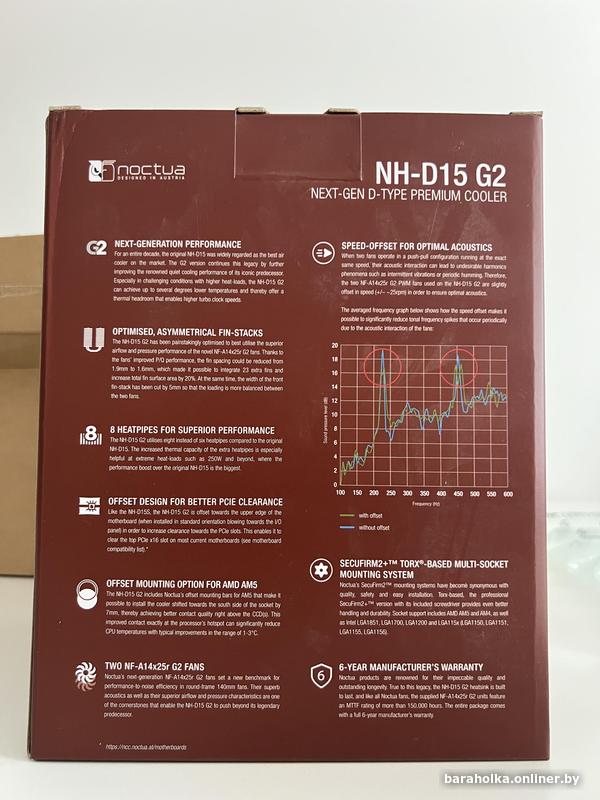 noctua
DESIGNED IN AUSTRIA
NH-D15 G2
NEXT-GEN D-TYPE PREMIUM COOLER
G2
NEXT-GENERATION PERFORMANCE
For an entire decade, the original NH-D15 was widely regarded as the best air
cooler on the market. The G2 version continues this legacy by further
improving the renowned quiet cooling performance of its iconic predecessor.
Especially in challenging conditions with higher heat-loads, the NH-D15 G2
can achieve up to several degrees lower temperatures and thereby offer a
thermal headroom that enables higher turbo clock speeds.
OPTIMISED, ASYMMETRICAL FIN-STACKS
The NH-D15 G2 has been painstakingly optimised to best utilise the superior
airflow and pressure performance of the novel NF-A14x25r G2 fans. Thanks to
the fans' improved P/Q performance, the fin spacing could be reduced from
1.9mm to 1.6mm, which made it possible to integrate 23 extra fins and
increase total fin surface area by 20%. At the same time, the width of the front
fin-stack has been cut by 5mm so that the loading is more balanced between
the two fans.
8
8 HEATPIPES FOR SUPERIOR PERFORMANCE
The NH-D15 G2 utilises eight instead of six heatpipes compared to the original
NH-D15. The increased thermal capacity of the extra heatpipes is especially
helpful at extreme heat-loads such as 250W and beyond, where the
performance boost over the original NH-D15 is the biggest.
OFFSET DESIGN FOR BETTER PCIE CLEARANCE
Like the NH-D15S, the NH-D15 G2 is offset towards the upper edge of the
motherboard (when installed in standard orientation blowing towards the I/O
panel) in order to increase clearance towards the PCIe slots. This enables it to
clear the top PCIe x16 slot on most current motherboards (see motherboard
compatibility list).*
OFFSET MOUNTING OPTION FOR AMD AM5
The NH-D15 G2 includes Noctua's offset mounting bars for AM5 that make it
possible to install the cooler shifted towards the south side of the socket by
7mm, thereby achieving better contact quality right above the CCD(s). The
improved contact exactly at the processor's hotspot can significantly reduce
CPU temperatures with typical improvements in the range of 1-3°C.
TWO NF-A14x25r G2 FANS
Noctua's next-generation NF-A14x25r G2 fans set a new benchmark for
performance-to-noise efficiency in round-frame 140mm fans. Their superb
acoustics as well as their superior airflow and pressure characteristics are one
of the cornerstones that enable the NH-D15 G2 to push beyond its legendary
predecessor.
* https://ncc.noctua.at/motherboards
SPEED-OFFSET FOR OPTIMAL ACOUSTICS
When two fans operate in a push-pull configuration running at the exact
same speed, their acoustic interaction can lead to undesirable harmonics
phenomena such as intermittent vibrations or periodic humming. Therefore,
the two NF-A14x25r G2 PWM fans used on the NH-D15 G2 are slightly
offset in speed (+/- ~25rpm) in order to ensure optimal acoustics.
The averaged frequency graph below shows how the speed offset makes it
possible to significantly reduce tonal frequency spikes that occur periodically
due to the acoustic interaction of the fans:
Sound pressure level (dB)
20
18
16
14
12
10
8
6
4
2
0
100 150 200 250 300 350 400 450 500 550 600
Frequency (Hz)
with offset
without offset
SECUFIRM2+™ TORX®-BASED MULTI-SOCKET
MOUNTING SYSTEM
Noctua's SecuFirm2™ mounting systems have become synonymous with
quality, safety and easy installation. Torx-based, the professional
SecuFirm2+™ version with its included screwdriver provides even better
handling and durability. Socket support includes AMD AM5 and AM4, as well
as Intel LGA1851, LGA1700, LGA1200 and LGA115x (LGA1150, LGA1151,
LGA1155, LGA1156).
6
6-YEAR MANUFACTURER'S WARRANTY
Noctua products are renowned for their impeccable quality and
outstanding longevity. True to this legacy, the NH-D15 G2 heatsink is built
to last, and like all Noctua fans, the supplied NF-A14x25r G2 units feature
an MTTF rating of more than 150,000 hours. The entire package comes
with a full 6-year manufacturer's warranty.
baraholka.onliner.by